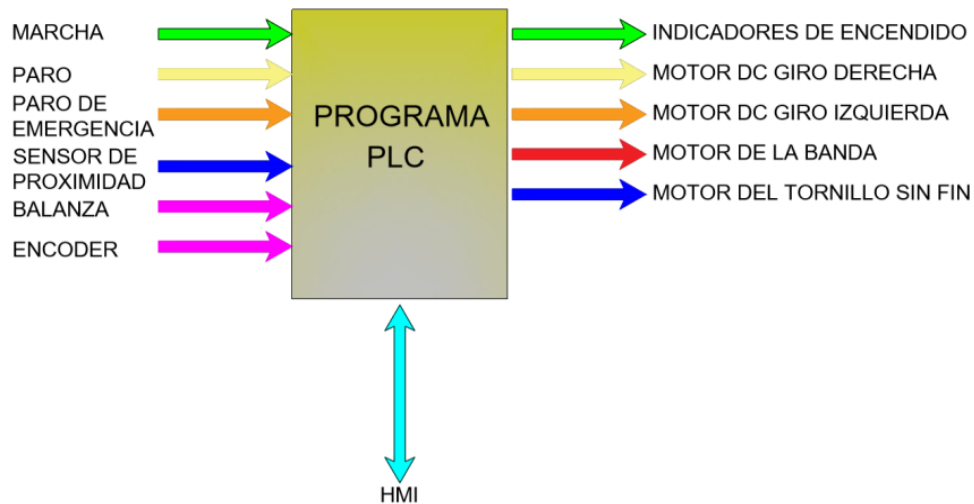 MARCHA
PARO
PARO DE
EMERGENCIA
SENSOR DE
PROXIMIDAD
BALANZA
ENCODER
PROGRAMA
PLC
INDICADORES DE ENCENDIDO
MOTOR DC GIRO DERECHA
MOTOR DC GIRO IZQUIERDA
MOTOR DE LA BANDA
MOTOR DEL TORNILLO SIN FIN
HMI